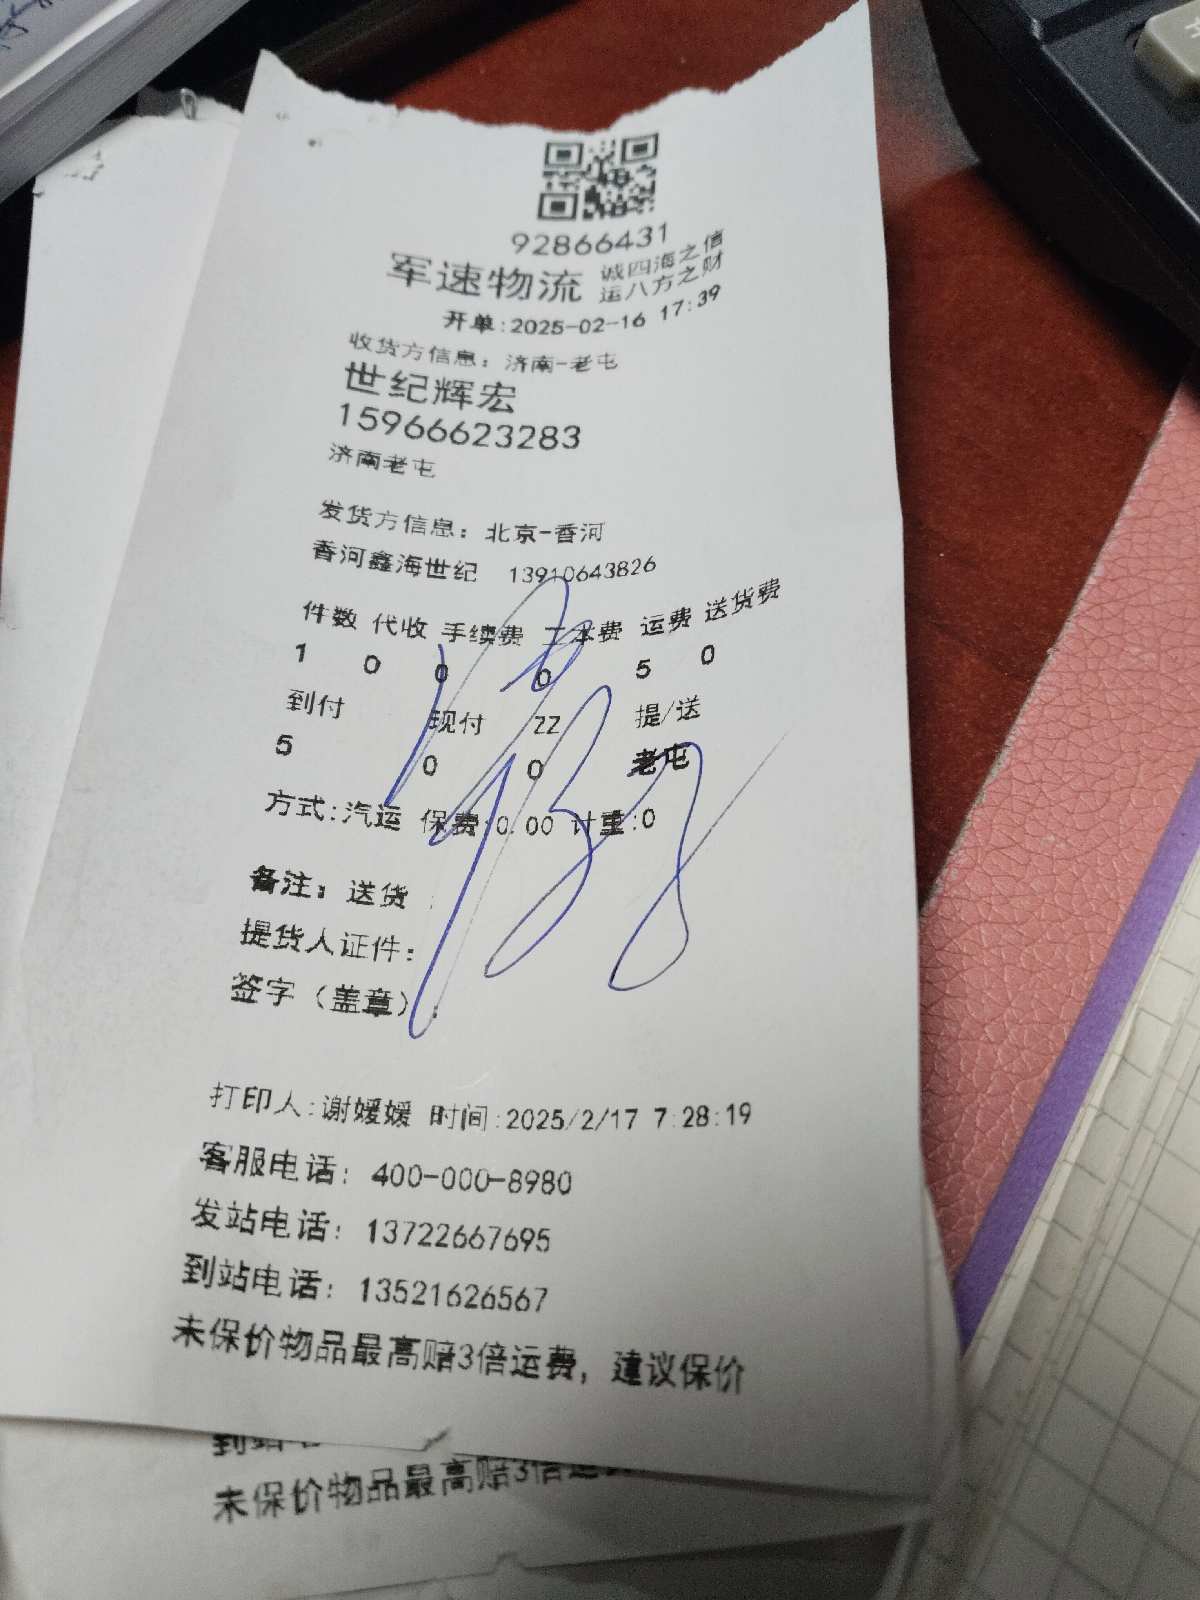 92866431
军速物流 诚四海之信
运八方之财
开单:2025-02-16 17:39
收货方信息：济南-老屯
世纪辉宏
15966623283
济南老屯
发货方信息：北京-香河
香河鑫海世纪 13910643826
件数 代收 手续费 工本费 运费 送货费
1 0 0 0 5 0
到付 现付 ZZ 提/送
5 0 0 老屯
方式:汽运 保费:0.00 计重:0
备注：送货
提货人证件：
签字（盖章）：
打印人:谢媛媛 时间:2025/2/17 7:28:19
客服电话：400-000-8980
发站电话：13722667695
到站电话：13521626567
未保价物品最高赔3倍运费，建议保价
到站电
未保价物品最高赔3倍运